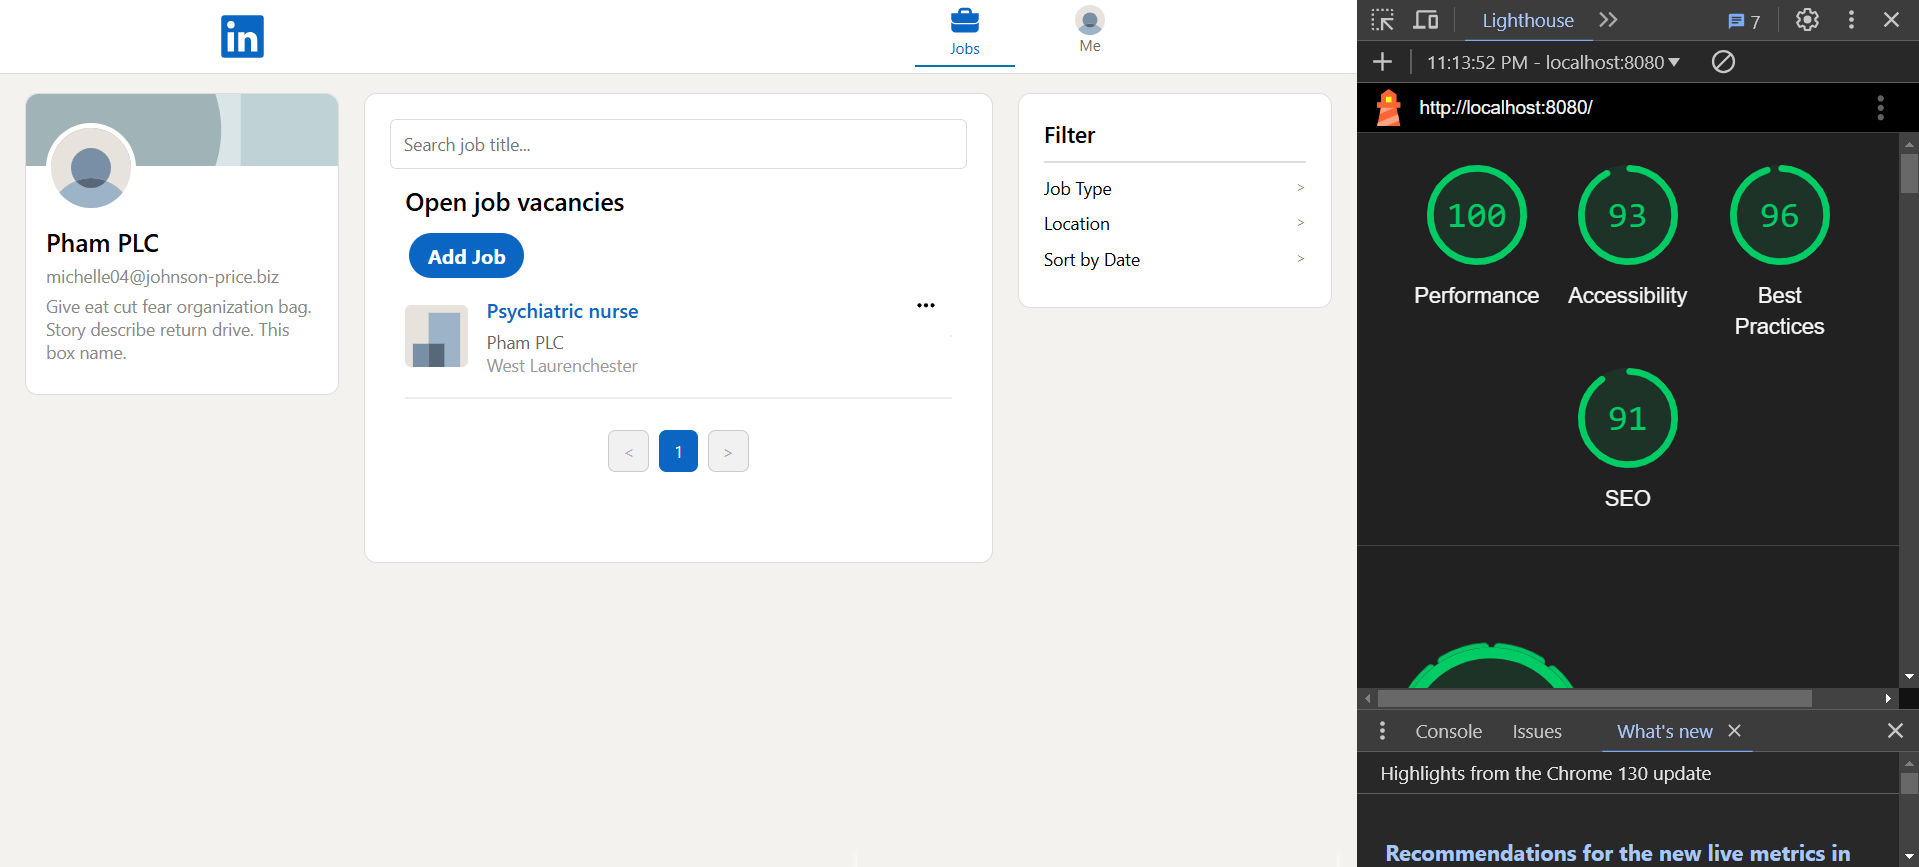 in
Jobs
Me
Pham PLC
michelle04@johnson-price.biz
Give eat cut fear organization bag.
Story describe return drive. This
box name.
Search job title...
Open job vacancies
Add Job
Psychiatric nurse
Pham PLC
West Laurenchester
<
1
>
Filter
Job Type >
Location >
Sort by Date >
Lighthouse
7
11:13:52 PM - localhost:8080
http://localhost:8080/
100
Performance
93
Accessibility
96
Best
Practices
91
SEO
Console
Issues
What's new
Highlights from the Chrome 130 update
Recommendations for the new live metrics in